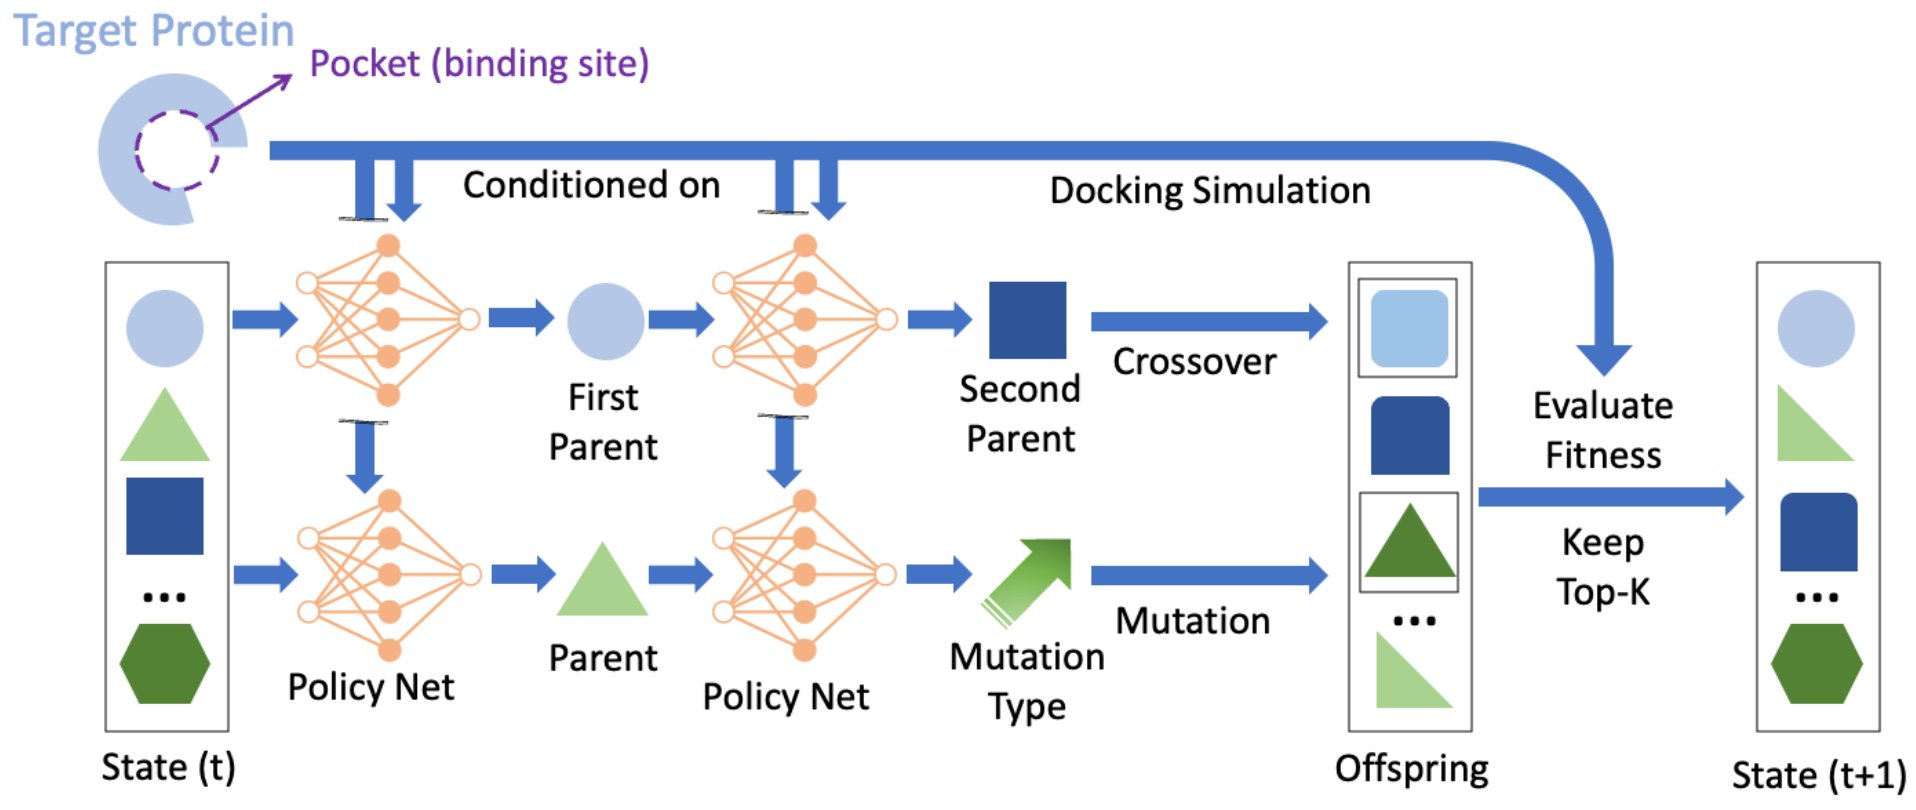 Target Protein
Pocket (binding site)
Conditioned on
Docking Simulation
First
Parent
Second
Parent
Crossover
Evaluate
Fitness
Keep
Top-K
Policy Net
Parent
Policy Net
Mutation
Type
Mutation
...
...
...
State (t)
Offspring
State (t+1)